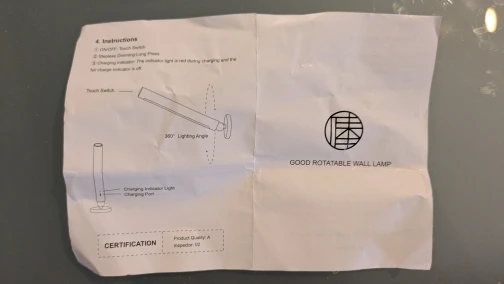 4. Instructions
① ON/OFF: Touch Switch
② Stepless Dimming:Long Press
③ Charging Indicator: The indicator light is red during charging and the
full charge indicator is off
Touch Switch
360° Lighting Angle
Charging Indicator Light
Charging Port
CERTIFICATION
Product Quality: A
Inspector: 03
GOOD ROTATABLE WALL LAMP